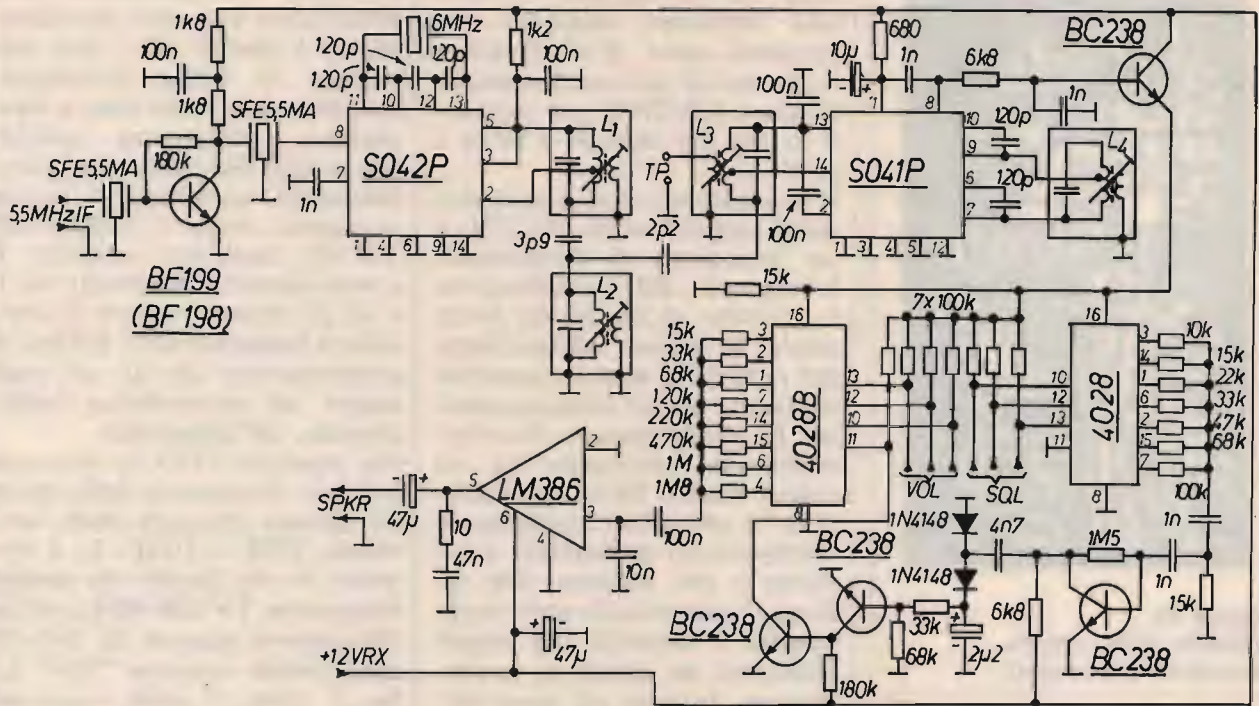 1k8
100n
1k8
SFE5,5MA
180k
SFE5,5MA
5,5MHzIF
BF199
(BF198)
6MHz
120p
120p
120p
11
10
12
13
8
7
1n
S042P
5
3
2
1
4
6
9
14
1k2
100n
L1
3p9
L2
2p2
L3
TP
100n
13
14
2
100n
10µ
+
680
1n
1
8
6k8
1n
BC238
S041P
10
9
6
7
120p
120p
L4
1
3
4
5
12
15k
7x100k
16
16
15k
33k
68k
120k
220k
470k
1M
1M8
3
2
1
7
14
15
6
4
4028B
13
12
10
11
8
VOL
SQL
10
12
13
11
4028
3
14
1
6
2
15
7
8
10k
15k
22k
33k
47k
68k
100k
SPKR
- +
47µ
10
47n
5
LM386
2
3
6
4
10n
100n
+ -
47µ
+12VRX
BC238
BC238
180k
68k
33k
1N4148
1N4148
+
-
2µ2
4n7
6k8
1M5
1n
1n
15k
BC238